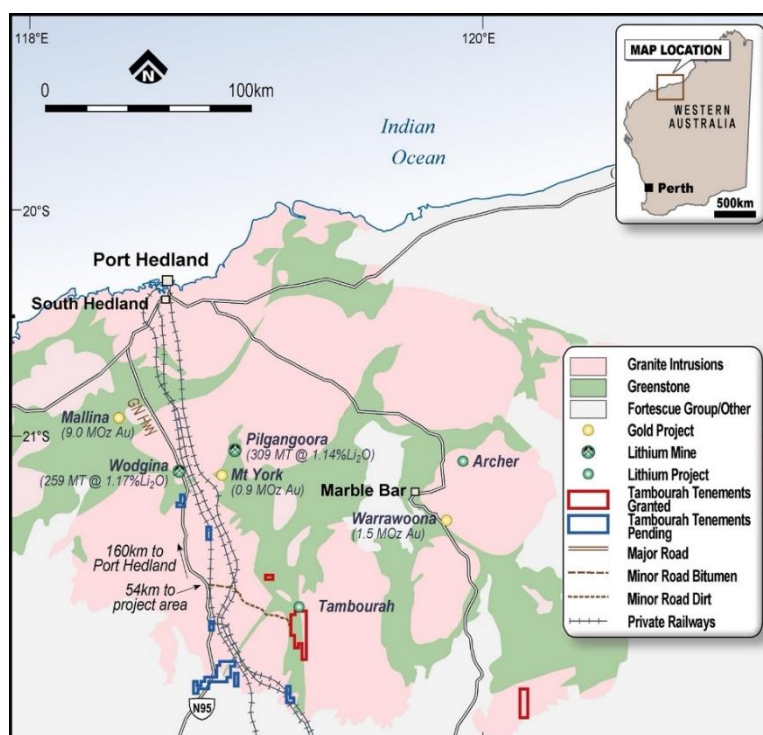 118°E
120°E
N
0
100km
MAP LOCATION
WESTERN
AUSTRALIA
Perth
500km
Indian
Ocean
20°S
Port Hedland
South Hedland
GN Hwy
Mallina
(9.0 MOz Au)
Pilgangoora
(309 MT @ 1.14%Li₂O)
21°S
Wodgina
(259 MT @ 1.17%Li₂O)
Mt York
(0.9 MOz Au)
Archer
Marble Bar
Warrawoona
(1.5 MOz Au)
160km to
Port Hedland
54km to
project area
Tambourah
N95
Granite Intrusions
Greenstone
Fortescue Group/Other
Gold Project
Lithium Mine
Lithium Project
Tambourah Tenements
Granted
Tambourah Tenements
Pending
Major Road
Minor Road Bitumen
Minor Road Dirt
Private Railways